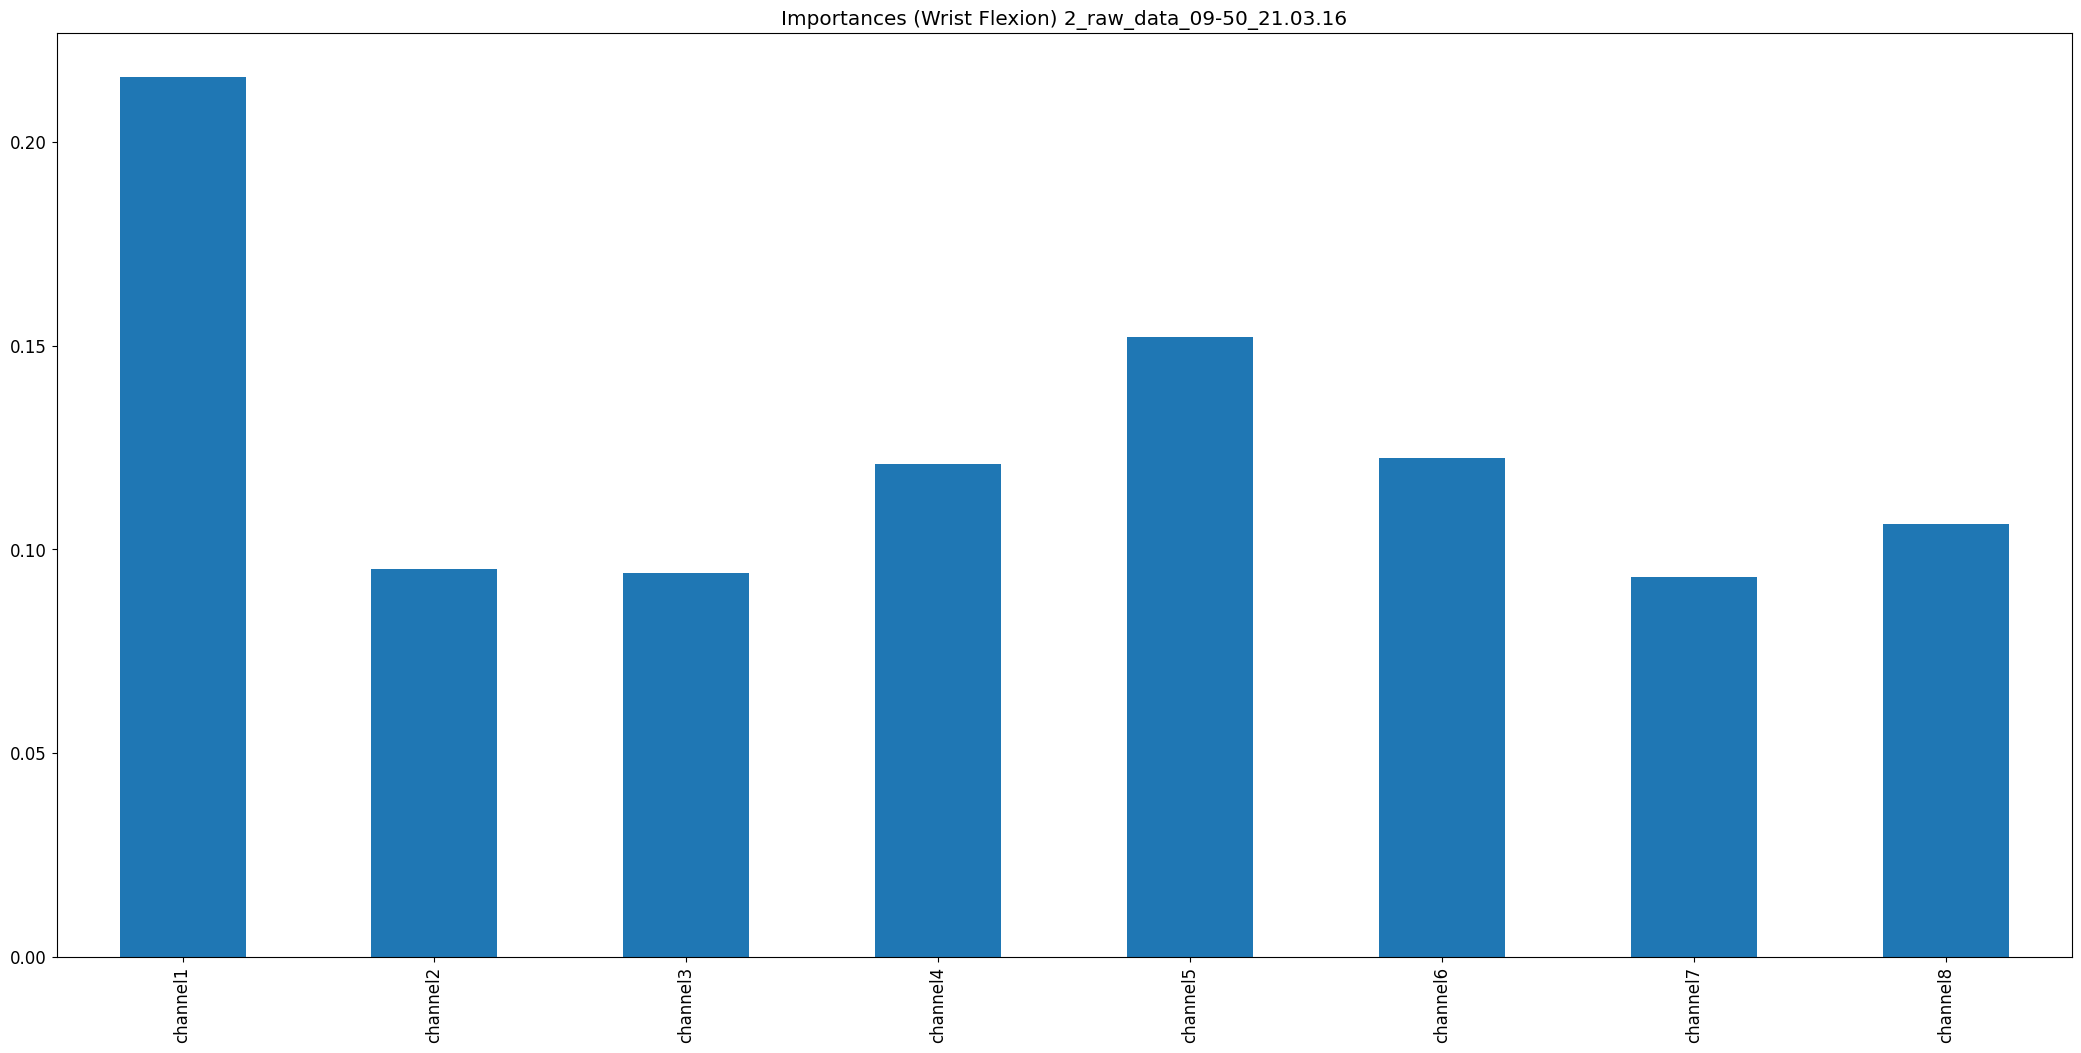 Importances (Wrist Flexion) 2_raw_data_09-50_21.03.16
0.20
0.15
0.10
0.05
0.00
channel1
channel2
channel3
channel4
channel5
channel6
channel7
channel8